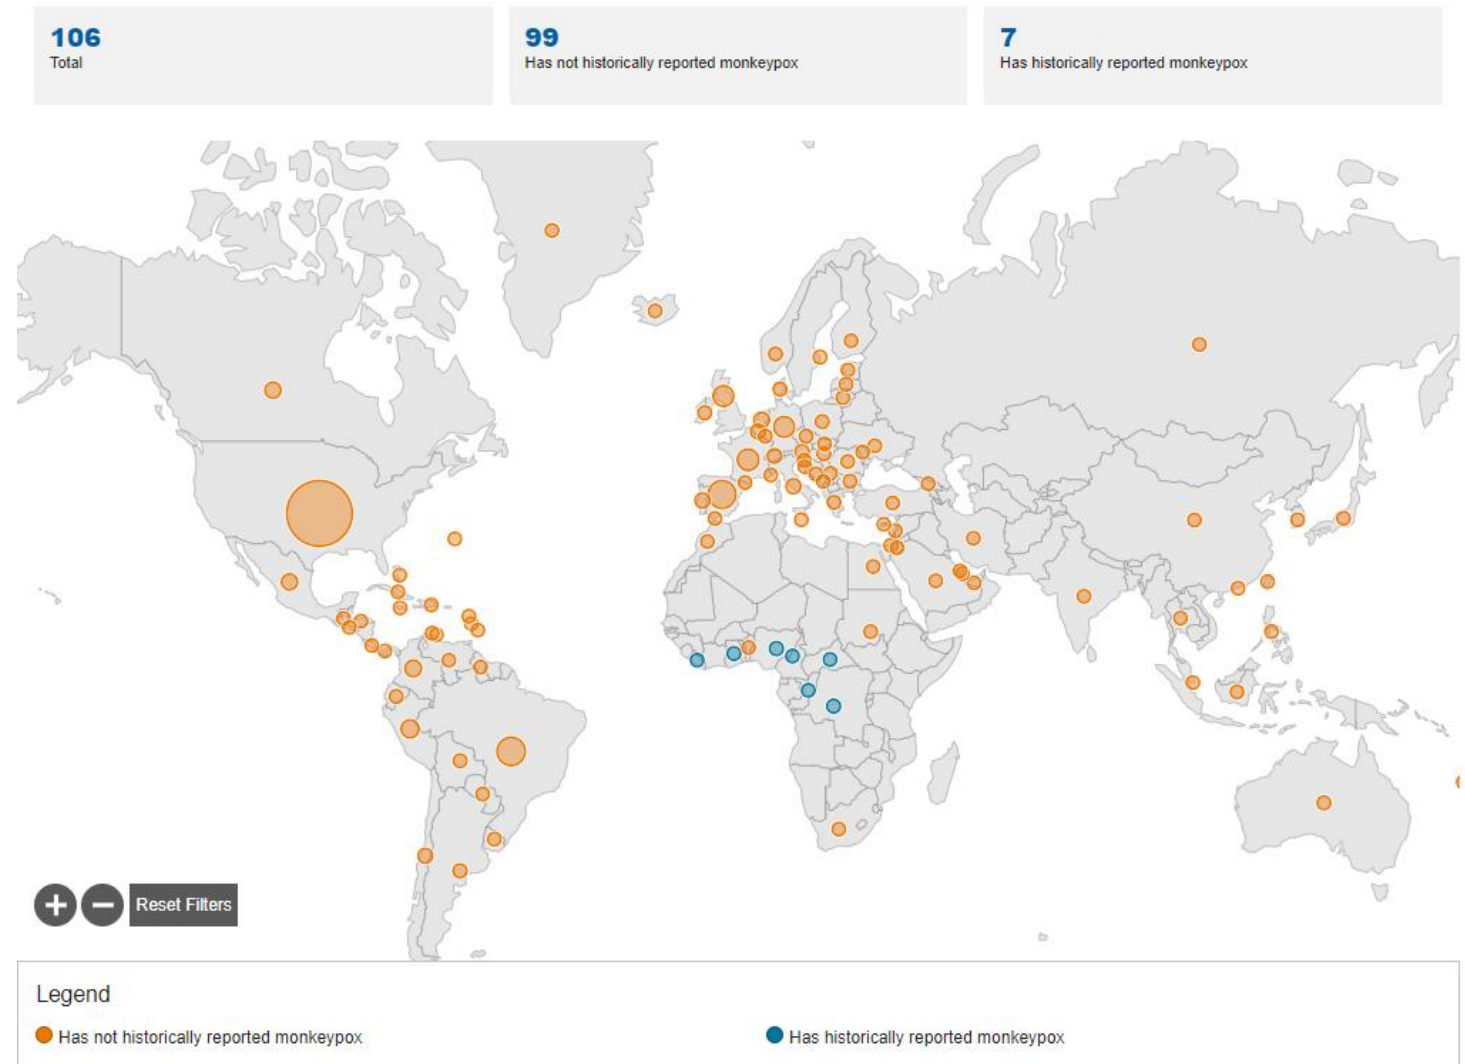 106
Total
99
Has not historically reported monkeypox
7
Has historically reported monkeypox
Reset Filters
Legend
Has not historically reported monkeypox
Has historically reported monkeypox